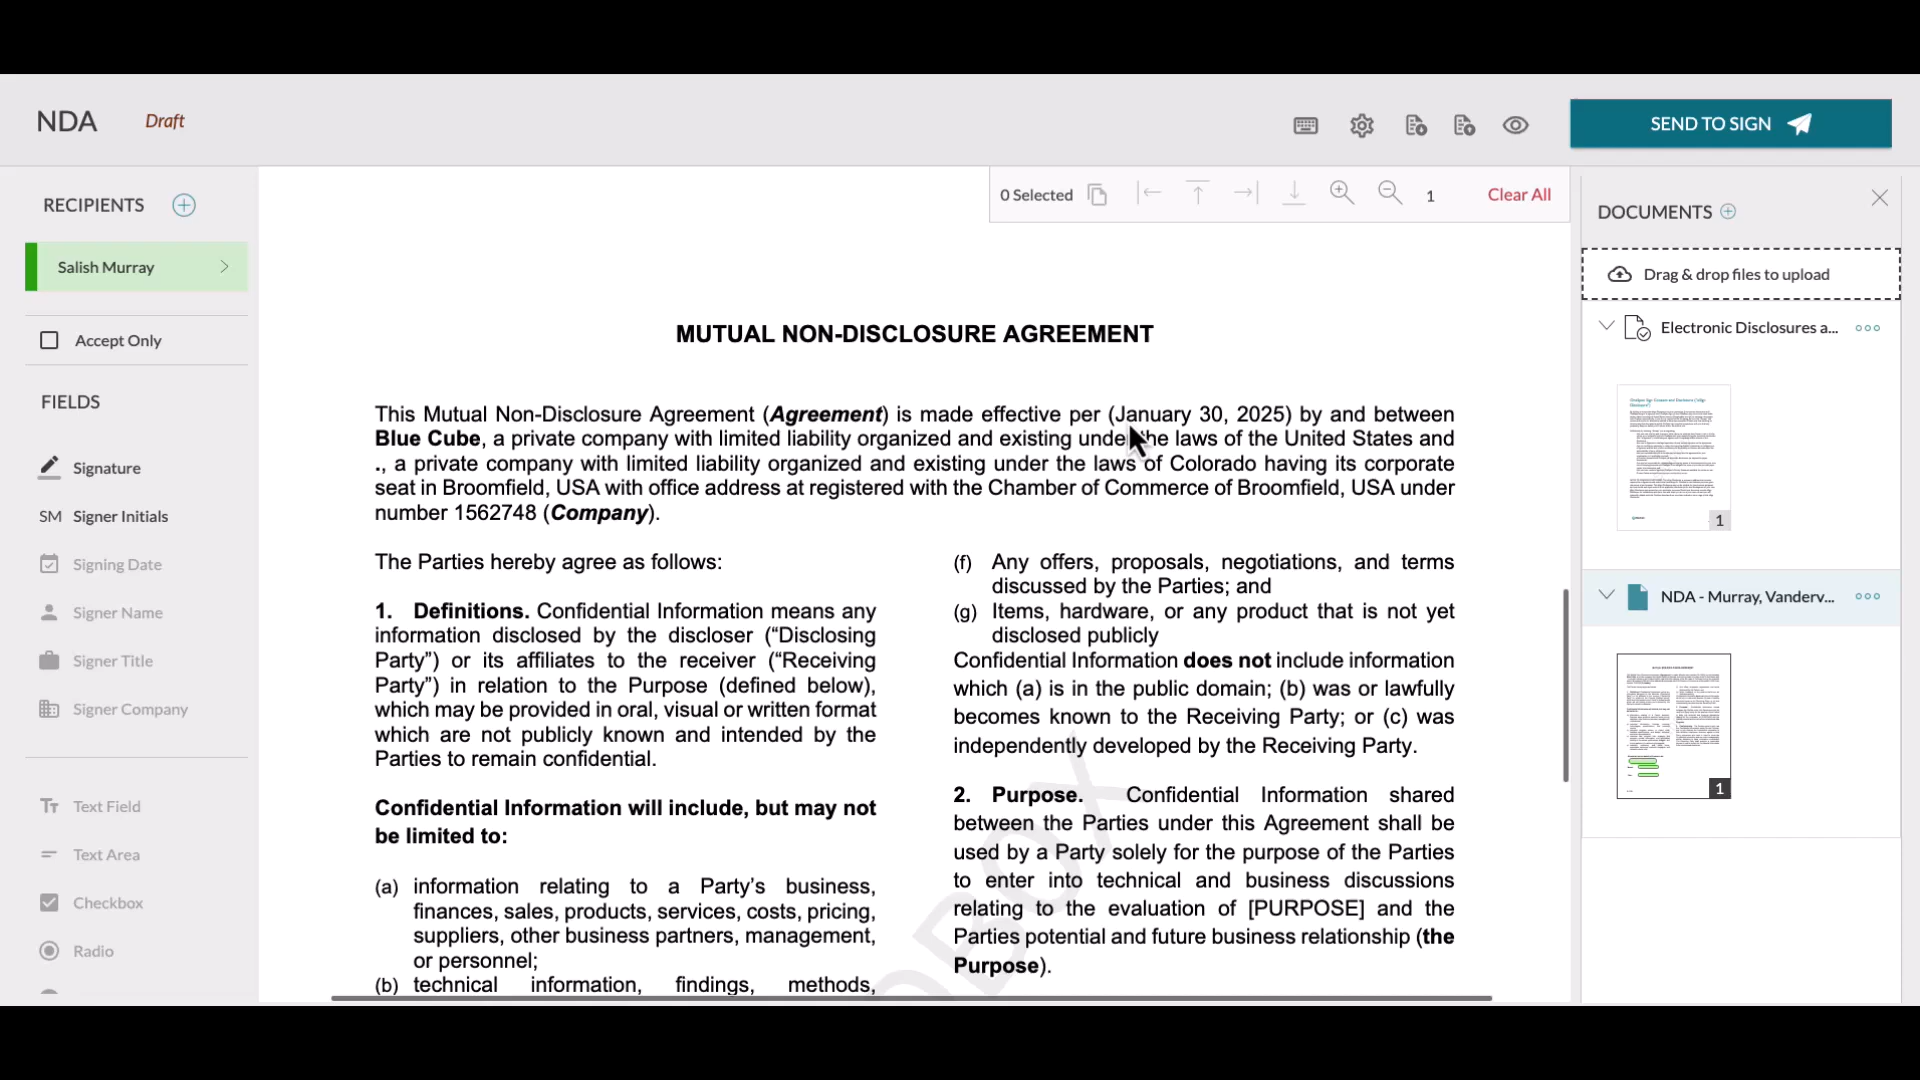 NDA
Draft
SEND TO SIGN
RECIPIENTS
Salish Murray
Accept Only
FIELDS
Signature
SM Signer Initials
Signing Date
Signer Name
Signer Title
Signer Company
Text Field
Text Area
Checkbox
Radio
0 Selected
1
Clear All
MUTUAL NON-DISCLOSURE AGREEMENT
This Mutual Non-Disclosure Agreement (Agreement) is made effective per (January 30, 2025) by and between
Blue Cube, a private company with limited liability organized and existing under the laws of the United States and
., a private company with limited liability organized and existing under the laws of Colorado having its corporate
seat in Broomfield, USA with office address at registered with the Chamber of Commerce of Broomfield, USA under
number 1562748 (Company).
The Parties hereby agree as follows:
1. Definitions. Confidential Information means any
information disclosed by the discloser (“Disclosing
Party”) or its affiliates to the receiver (“Receiving
Party”) in relation to the Purpose (defined below),
which may be provided in oral, visual or written format
which are not publicly known and intended by the
Parties to remain confidential.
Confidential Information will include, but may not
be limited to:
(a) information relating to a Party’s business,
finances, sales, products, services, costs, pricing,
suppliers, other business partners, management,
or personnel;
(b) technical information, findings, methods,
(f) Any offers, proposals, negotiations, and terms
discussed by the Parties; and
(g) Items, hardware, or any product that is not yet
disclosed publicly
Confidential Information does not include information
which (a) is in the public domain; (b) was or lawfully
becomes known to the Receiving Party; or (c) was
independently developed by the Receiving Party.
2. Purpose. Confidential Information shared
between the Parties under this Agreement shall be
used by a Party solely for the purpose of the Parties
to enter into technical and business discussions
relating to the evaluation of [PURPOSE] and the
Parties potential and future business relationship (the
Purpose).
DOCUMENTS
Drag & drop files to upload
Electronic Disclosures a...
1
NDA - Murray, Vanderv...
1